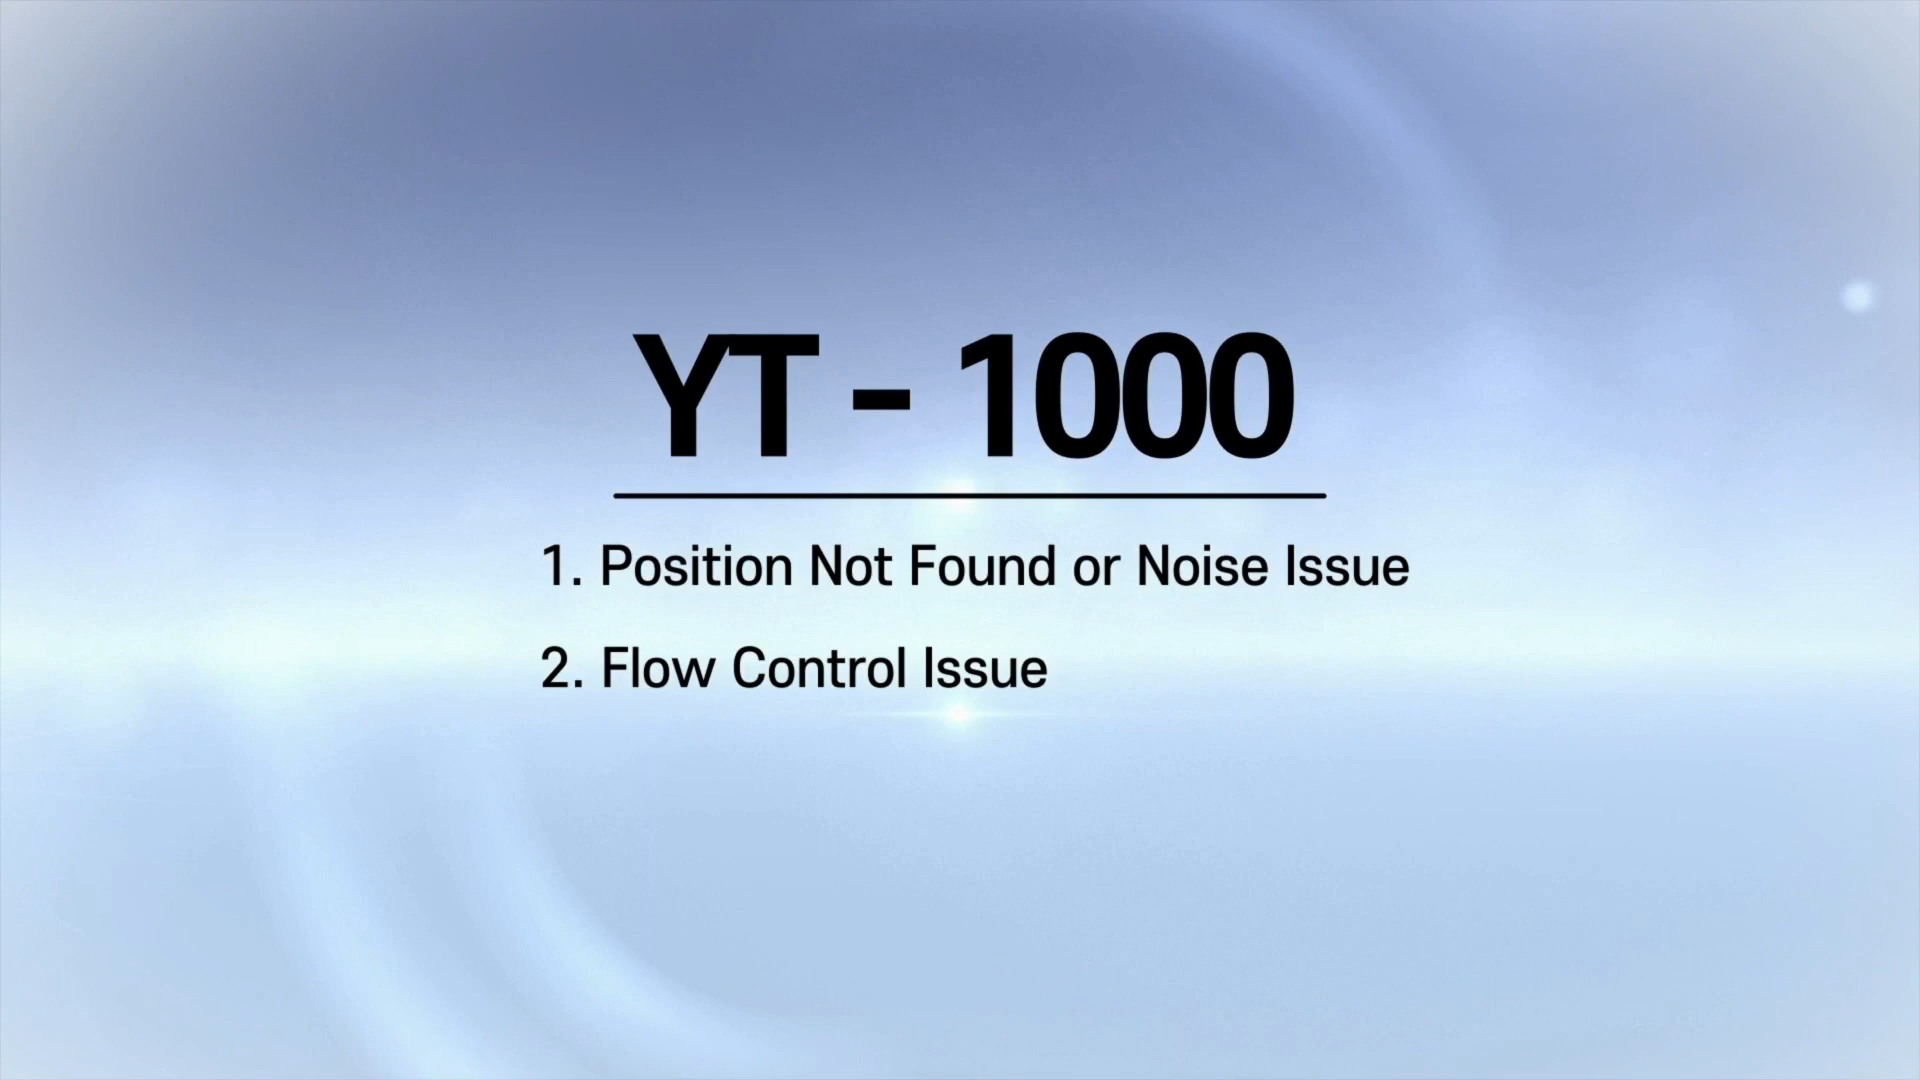 YT - 1000
1. Position Not Found or Noise Issue
2. Flow Control Issue